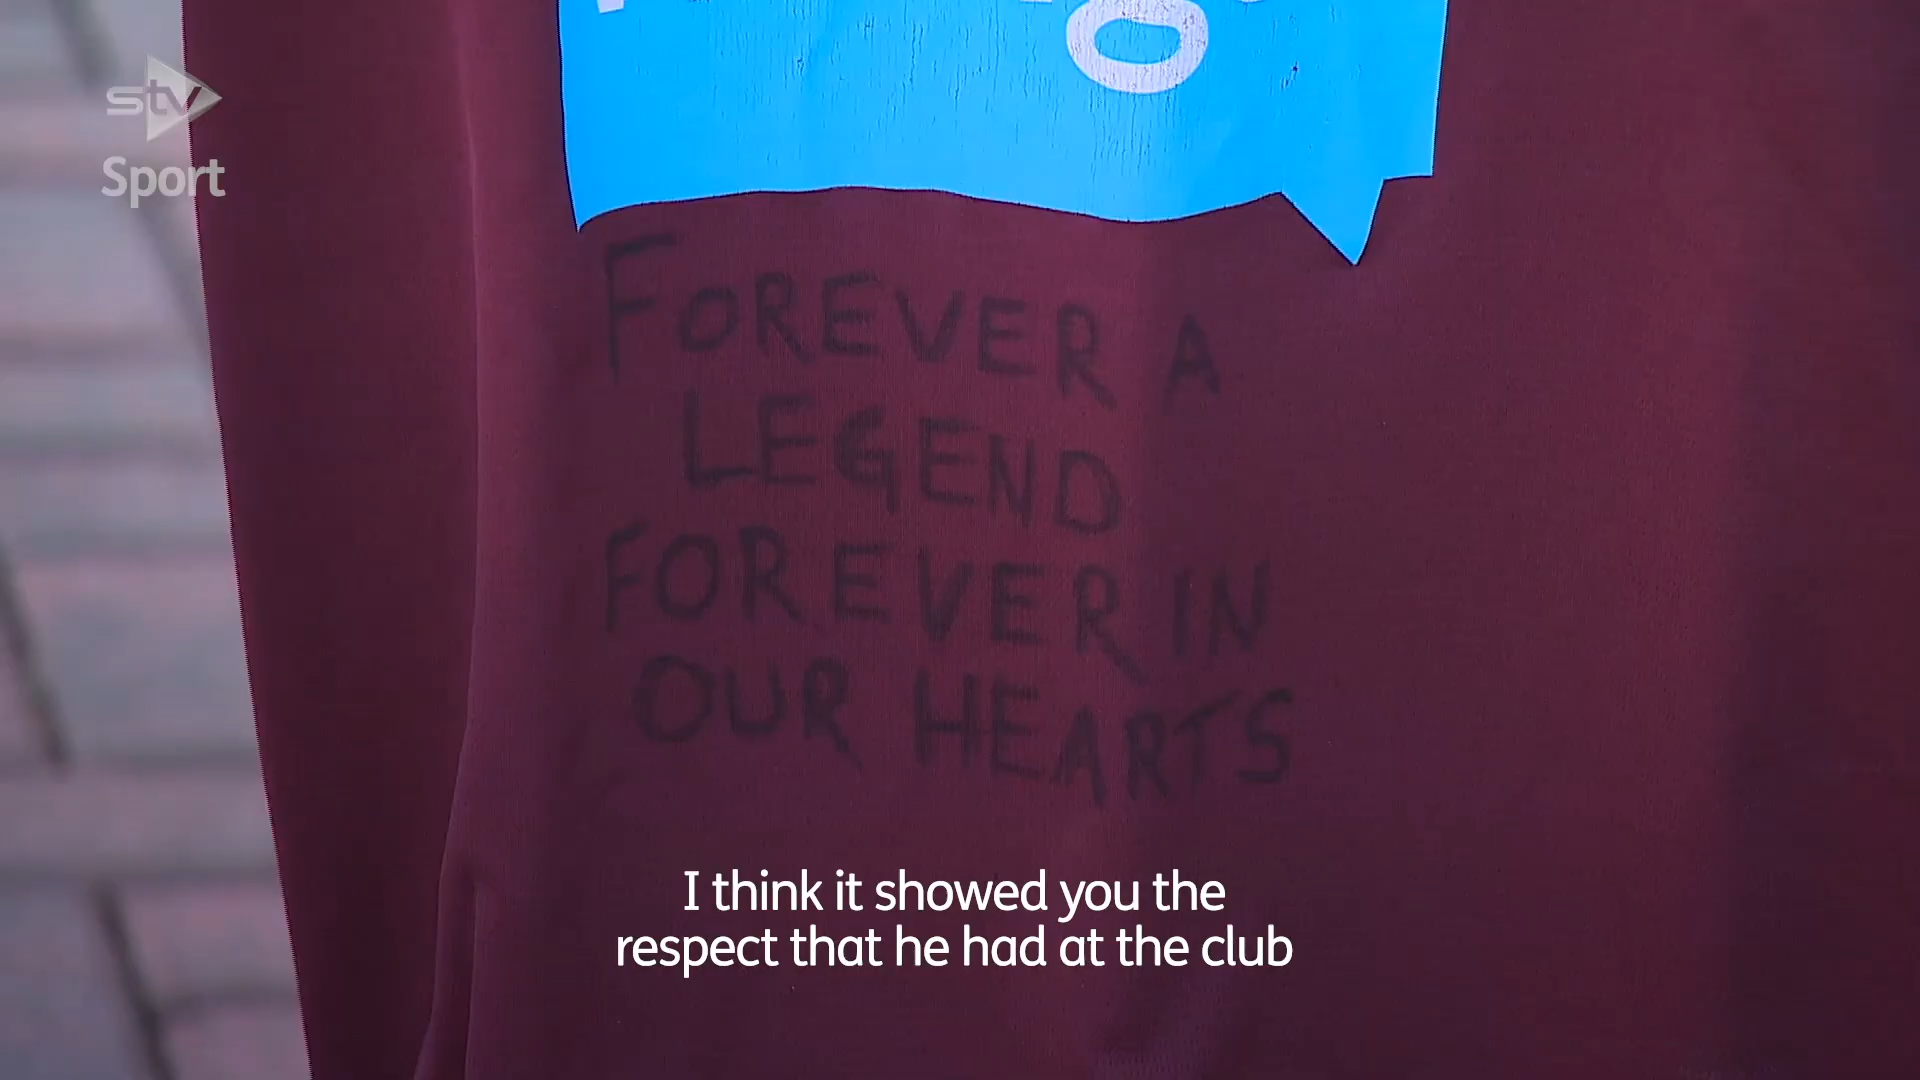 stv
Sport
FOREVER A
LEGEND
FOREVER IN
OUR HEARTS
I think it showed you the
respect that he had at the club